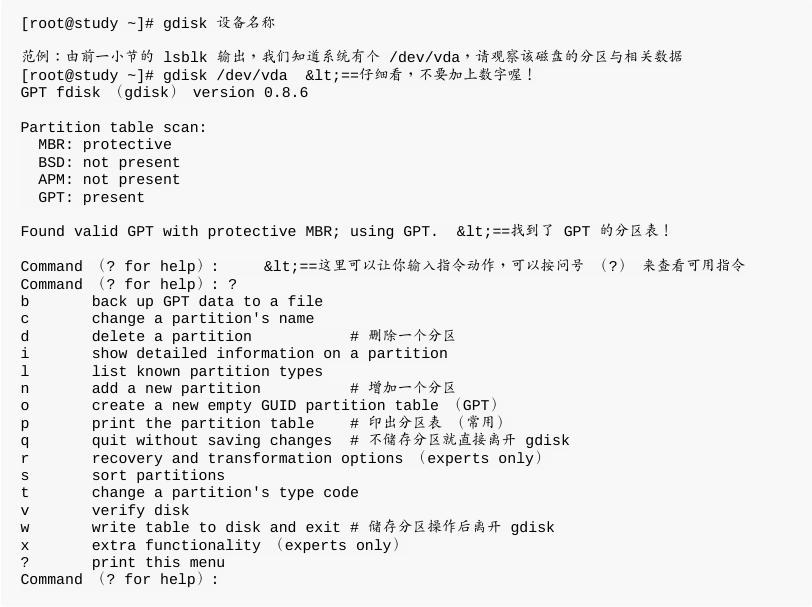 [root@study ~]# gdisk 设备名称
范例：由前一小节的 lsblk 输出，我们知道系统有个 /dev/vda，请观察该磁盘的分区与相关数据
[root@study ~]# gdisk /dev/vda  &lt;==仔细看，不要加上数字喔！
GPT fdisk （gdisk） version 0.8.6
Partition table scan:
  MBR: protective
  BSD: not present
  APM: not present
  GPT: present
Found valid GPT with protective MBR; using GPT.  &lt;==找到了 GPT 的分区表！
Command （? for help）:     &lt;==这里可以让你输入指令动作，可以按问号 （?） 来查看可用指令
Command （? for help）: ?
b       back up GPT data to a file
c       change a partition's name
d       delete a partition           # 删除一个分区
i       show detailed information on a partition
l       list known partition types
n       add a new partition          # 增加一个分区
o       create a new empty GUID partition table （GPT）
p       print the partition table    # 印出分区表 （常用）
q       quit without saving changes  # 不储存分区就直接离开 gdisk
r       recovery and transformation options （experts only）
s       sort partitions
t       change a partition's type code
v       verify disk
w       write table to disk and exit # 储存分区操作后离开 gdisk
x       extra functionality （experts only）
?       print this menu
Command （? for help）: